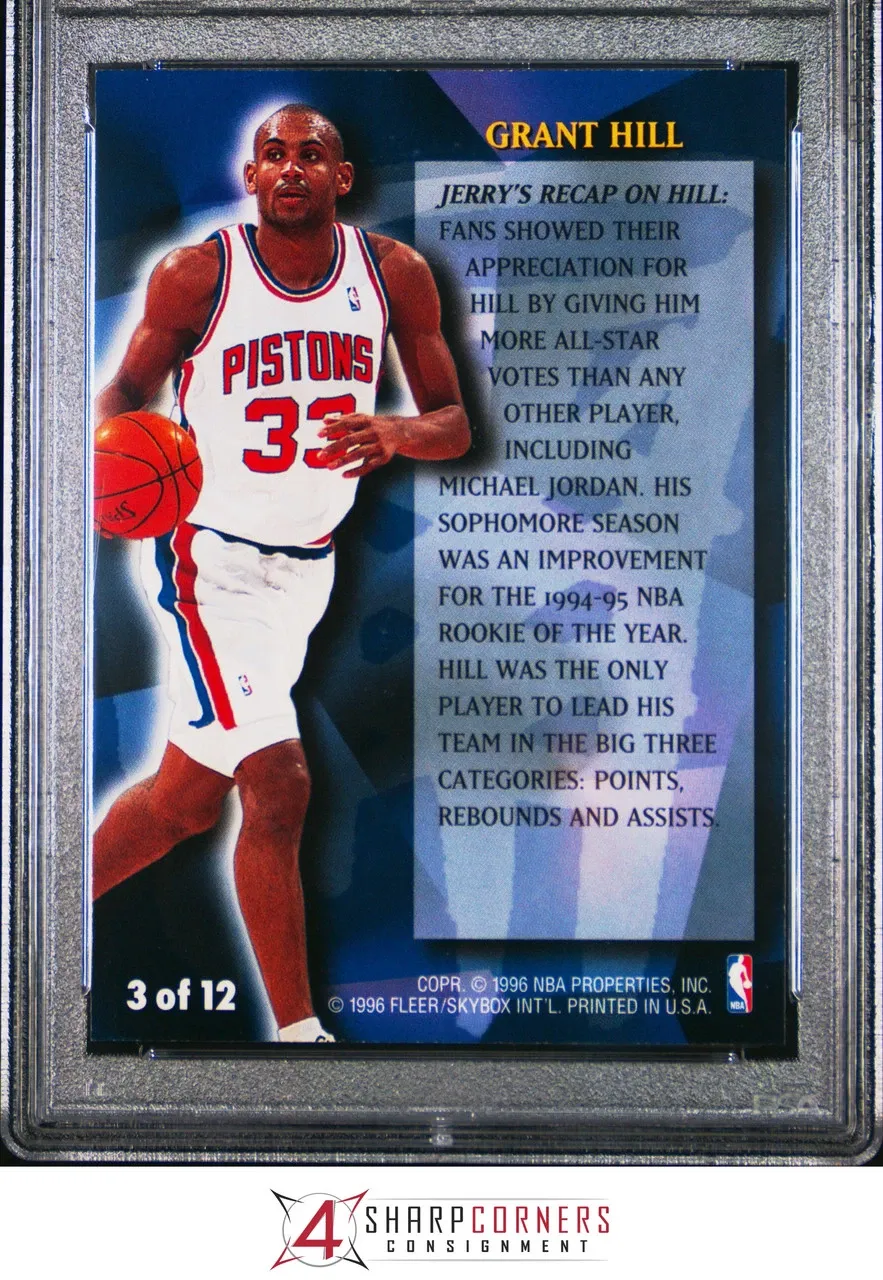 GRANT HILL
JERRY'S RECAP ON HILL:
FANS SHOWED THEIR
APPRECIATION FOR
HILL BY GIVING HIM
MORE ALL-STAR
VOTES THAN ANY
OTHER PLAYER,
INCLUDING
MICHAEL JORDAN. HIS
SOPHOMORE SEASON
WAS AN IMPROVEMENT
FOR THE 1994-95 NBA
ROOKIE OF THE YEAR.
HILL WAS THE ONLY
PLAYER TO LEAD HIS
TEAM IN THE BIG THREE
CATEGORIES: POINTS,
REBOUNDS AND ASSISTS.
PISTONS
33
3 of 12
COPR. © 1996 NBA PROPERTIES, INC.
© 1996 FLEER/SKYBOX INT'L. PRINTED IN U.S.A.
NBA
PSA
4 SHARPCORNERS
CONSIGNMENT